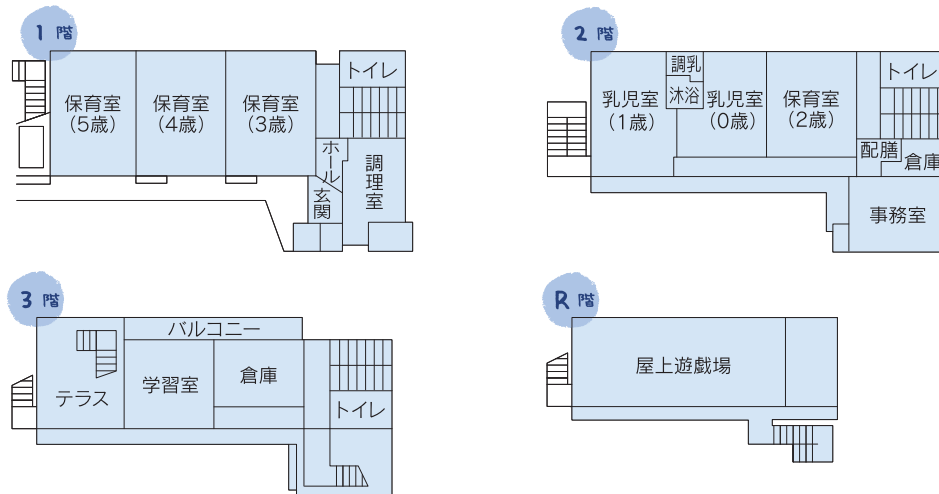 1 階
保育室
（5歳）
保育室
（4歳）
保育室
（3歳）
トイレ
ホール
玄関
調理室
2 階
乳児室
（1歳）
調乳
沐浴
乳児室
（0歳）
保育室
（2歳）
トイレ
配膳
倉庫
事務室
3 階
バルコニー
テラス
学習室
倉庫
トイレ
R 階
屋上遊戯場